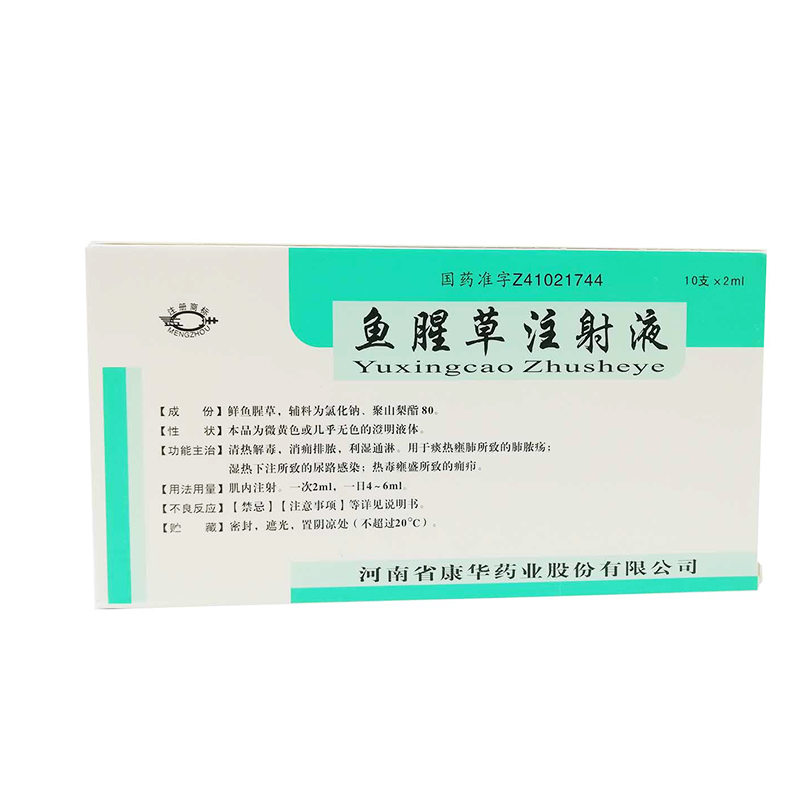 国药准字Z41021744
10支×2ml
注册商标
MENGZHOU
鱼腥草注射液
Yuxingcao Zhusheye
【成 份】鲜鱼腥草，辅料为氯化钠、聚山梨酯80。
【性 状】本品为微黄色或几乎无色的澄明液体。
【功能主治】清热解毒，消痈排脓，利湿通淋。用于痰热壅肺所致的肺脓疡；
湿热下注所致的尿路感染；热毒壅盛所致的痈疖。
【用法用量】肌内注射。一次2ml，一日4～6ml。
【不良反应】【禁忌】【注意事项】等详见说明书。
【贮 藏】密封，遮光，置阴凉处（不超过20℃）。
河南省康华药业股份有限公司